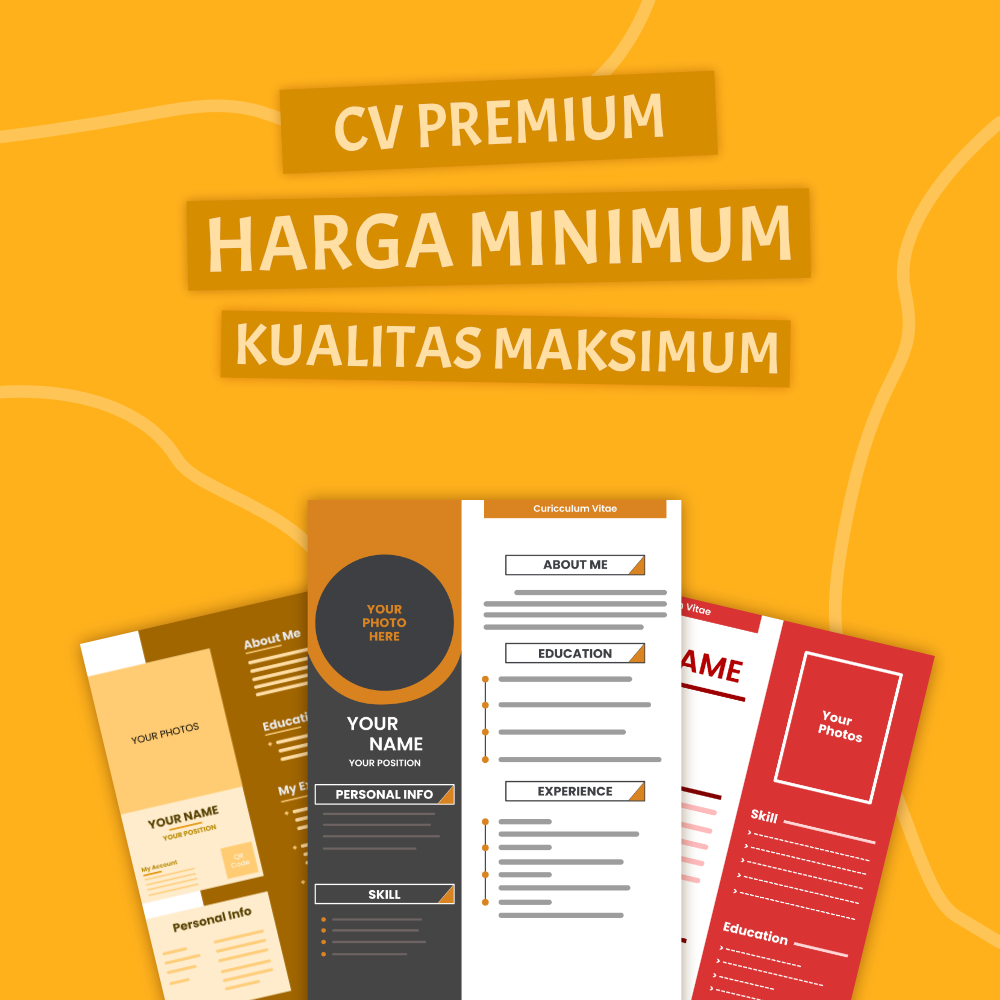 CV PREMIUM
HARGA MINIMUM
KUALITAS MAKSIMUM
About Me
YOUR PHOTOS
YOUR NAME
YOUR POSITION
My Account
QR
Code
Personal Info
Curicculum Vitae
YOUR
PHOTO
HERE
YOUR
NAME
YOUR POSITION
PERSONAL INFO
SKILL
ABOUT ME
EDUCATION
EXPERIENCE
Vitae
AME
Your
Photos
Skill
Education